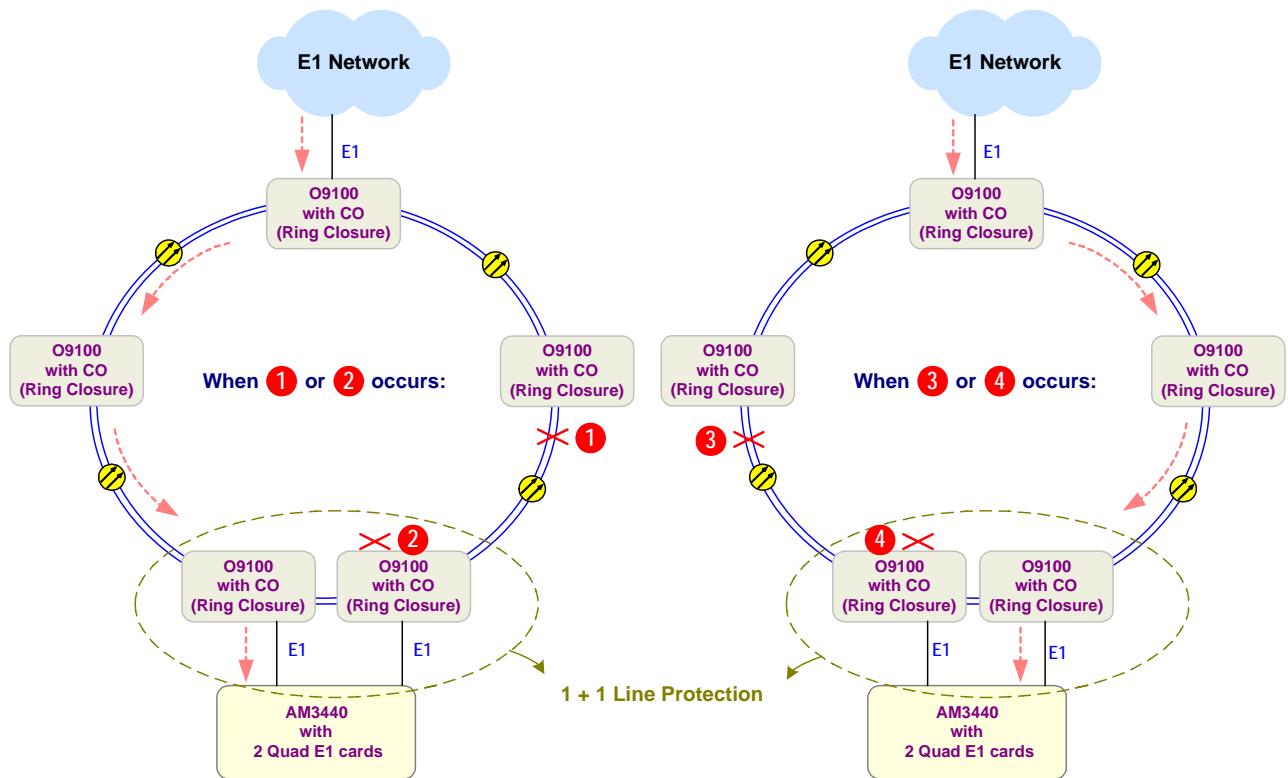 E1 Network
E1 Network
E1
E1
O9100
with CO
(Ring Closure)
O9100
with CO
(Ring Closure)
O9100
with CO
(Ring Closure)
When 1 or 2 occurs:
O9100
with CO
(Ring Closure)
O9100
with CO
(Ring Closure)
When 3 or 4 occurs:
O9100
with CO
(Ring Closure)
1
3
2
4
O9100
with CO
(Ring Closure)
O9100
with CO
(Ring Closure)
O9100
with CO
(Ring Closure)
O9100
with CO
(Ring Closure)
E1
E1
E1
E1
1 + 1 Line Protection
AM3440
with
2 Quad E1 cards
AM3440
with
2 Quad E1 cards